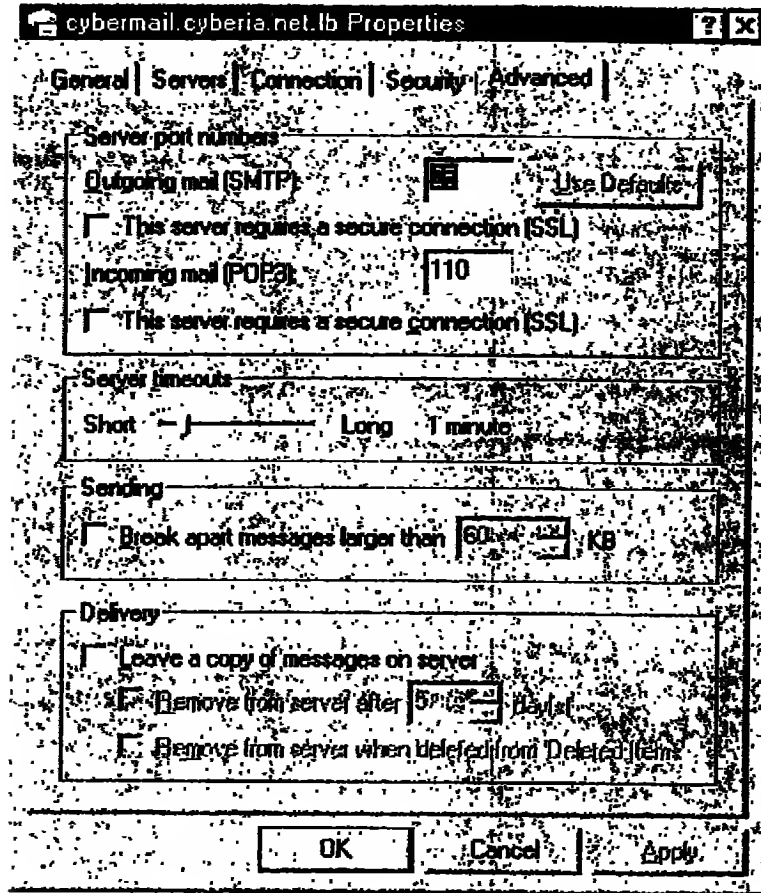 cybermail.cyberia.net.lb Properties
General Servers Connection Security Advanced
Server port numbers
Outgoing mail (SMTP): Use Defaults
This server requires a secure connection (SSL)
Incoming mail (POP3): 110
This server requires a secure connection (SSL)
Server timeouts
Short Long 1 minute
Sending
Break apart messages larger than 60 KB
Delivery
Leave a copy of messages on server
Remove from server after 5 day(s)
Remove from server when deleted from 'Deleted Items'
OK Cancel Apply